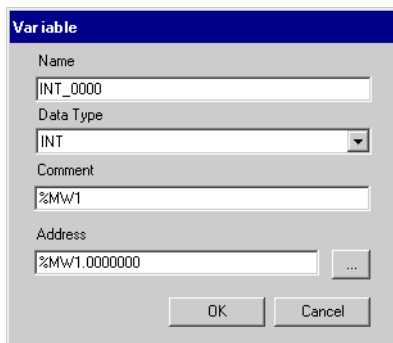 Variable
Name
INT_0000
Data Type
INT
Comment
%MW1
Address
%MW1.0000000
...
OK Cancel